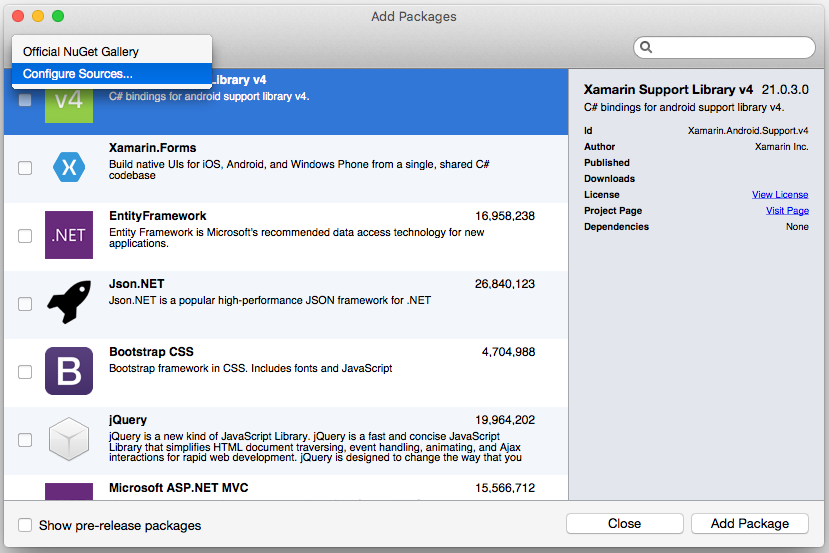 Add Packages
Official NuGet Gallery
Configure Sources...
Library v4
v4
C# bindings for android support library v4.
Xamarin.Forms
Build native UIs for iOS, Android, and Windows Phone from a single, shared C#
codebase
X
EntityFramework 16,958,238
Entity Framework is Microsoft's recommended data access technology for new
applications.
.NET
Json.NET 26,840,123
Json.NET is a popular high-performance JSON framework for .NET
Bootstrap CSS 4,704,988
Bootstrap framework in CSS. Includes fonts and JavaScript
B
jQuery 19,964,202
jQuery is a new kind of JavaScript Library. jQuery is a fast and concise JavaScript
Library that simplifies HTML document traversing, event handling, animating, and Ajax
interactions for rapid web development. jQuery is designed to change the way that you
Microsoft ASP.NET MVC 15,566,712
Xamarin Support Library v4 21.0.3.0
C# bindings for android support library v4.
Id Xamarin.Android.Support.v4
Author Xamarin Inc.
Published
Downloads
License View License
Project Page Visit Page
Dependencies None
Show pre-release packages
Close
Add Package